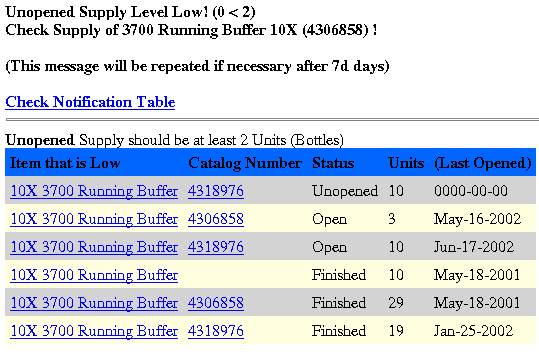 Unopened Supply Level Low! (0 < 2)
Check Supply of 3700 Running Buffer 10X (4306858) !
(This message will be repeated if necessary after 7d days)
Check Notification Table
Unopened Supply should be at least 2 Units (Bottles)
Item that is Low Catalog Number Status Units (Last Opened)
10X 3700 Running Buffer 4318976 Unopened 10 0000-00-00
10X 3700 Running Buffer 4306858 Open 3 May-16-2002
10X 3700 Running Buffer 4318976 Open 10 Jun-17-2002
10X 3700 Running Buffer Finished 10 May-18-2001
10X 3700 Running Buffer 4306858 Finished 29 May-18-2001
10X 3700 Running Buffer 4318976 Finished 19 Jan-25-2002